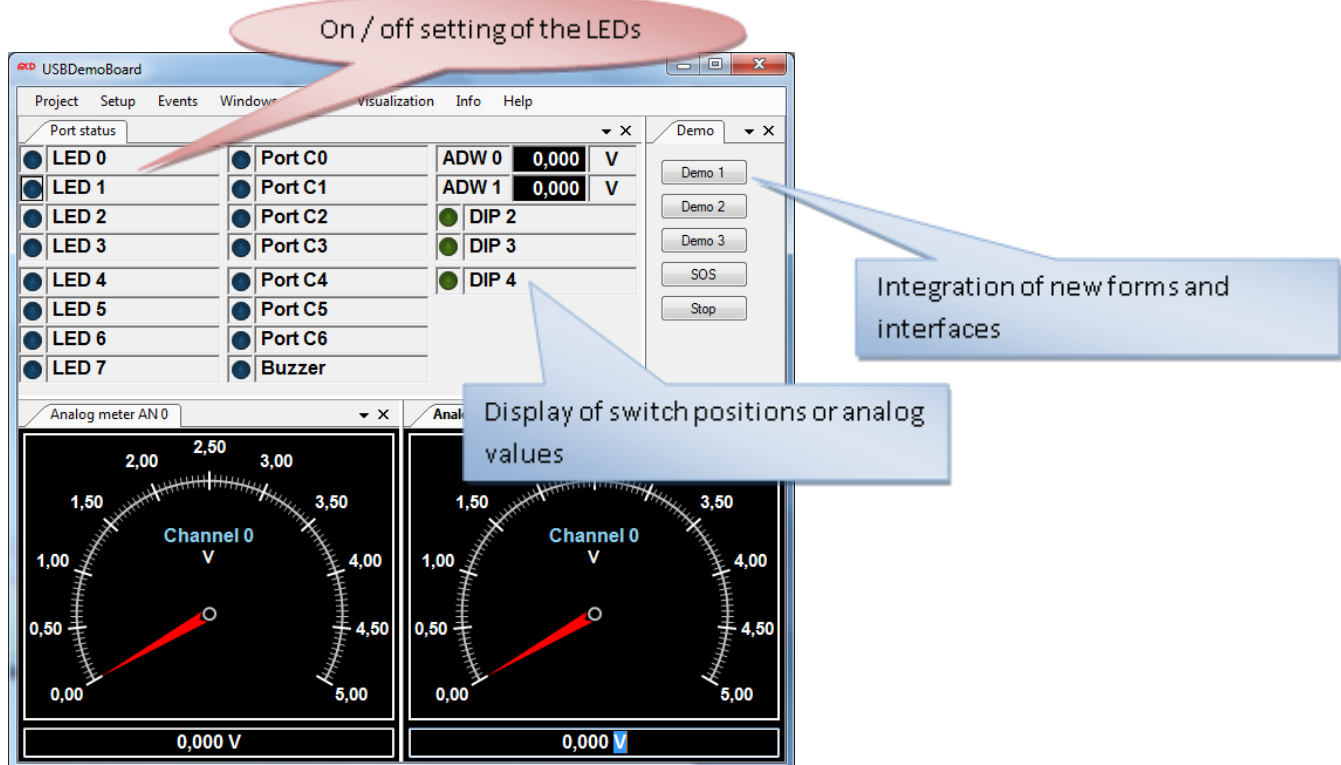 On / off setting of the LEDs
USBDemoBoard
Project Setup Events Windows Visualization Info Help
Port status
Demo
LED 0 Port C0 ADW 0 0,000 V
LED 1 Port C1 ADW 1 0,000 V
LED 2 Port C2 DIP 2
LED 3 Port C3 DIP 3
LED 4 Port C4 DIP 4
LED 5 Port C5
LED 6 Port C6
LED 7 Buzzer
Demo 1
Demo 2
Demo 3
SOS
Stop
Integration of new forms and
interfaces
Display of switch positions or analog
values
Analog meter AN 0
2,50
2,00 3,00
1,50 3,50
Channel 0
V
1,00 4,00
0,50 4,50
0,00 5,00
0,000 V
1,50 3,50
Channel 0
V
1,00 4,00
0,50 4,50
0,00 5,00
0,000 V